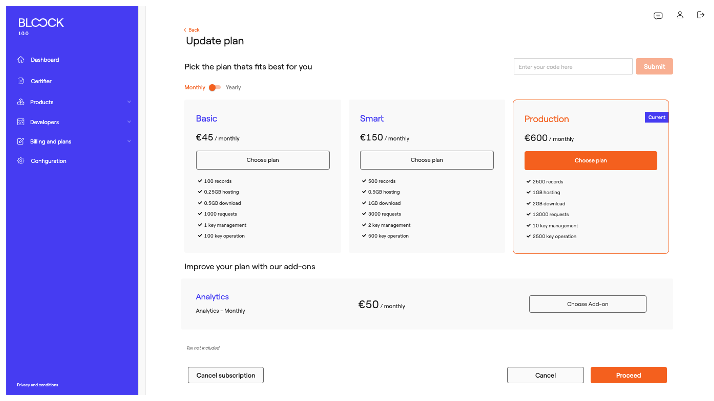 BLOOCK
1.0.0
Dashboard
Certifier
Products
Developers
Billing and plans
Configuration
Privacy and conditions
Back
Update plan
Pick the plan thats fits best for you
Enter your code here
Submit
Monthly
Yearly
Basic
€45 / monthly
Choose plan
100 records
0.25GB hosting
0.5GB download
1000 requests
1 key management
100 key operation
Smart
€150 / monthly
Choose plan
500 records
0.5GB hosting
1GB download
3000 requests
2 key management
500 key operation
Current
Production
€600 / monthly
Choose plan
2500 records
1GB hosting
2GB download
13000 requests
10 key management
2500 key operation
Improve your plan with our add-ons
Analytics
Analytics - Monthly
€50 / monthly
Choose Add-on
Tax not included
Cancel subscription
Cancel
Proceed